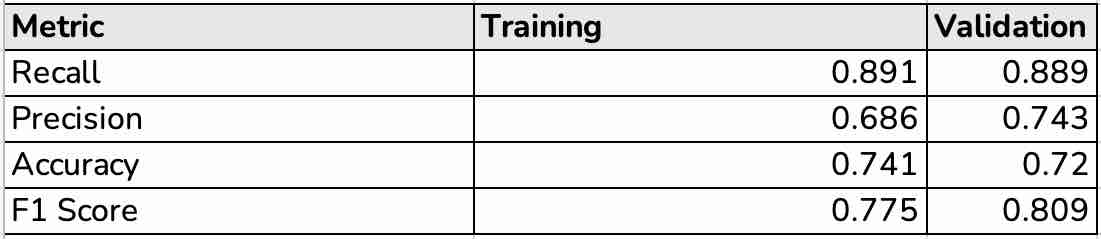 Metric Training Validation
Recall 0.891 0.889
Precision 0.686 0.743
Accuracy 0.741 0.72
F1 Score 0.775 0.809